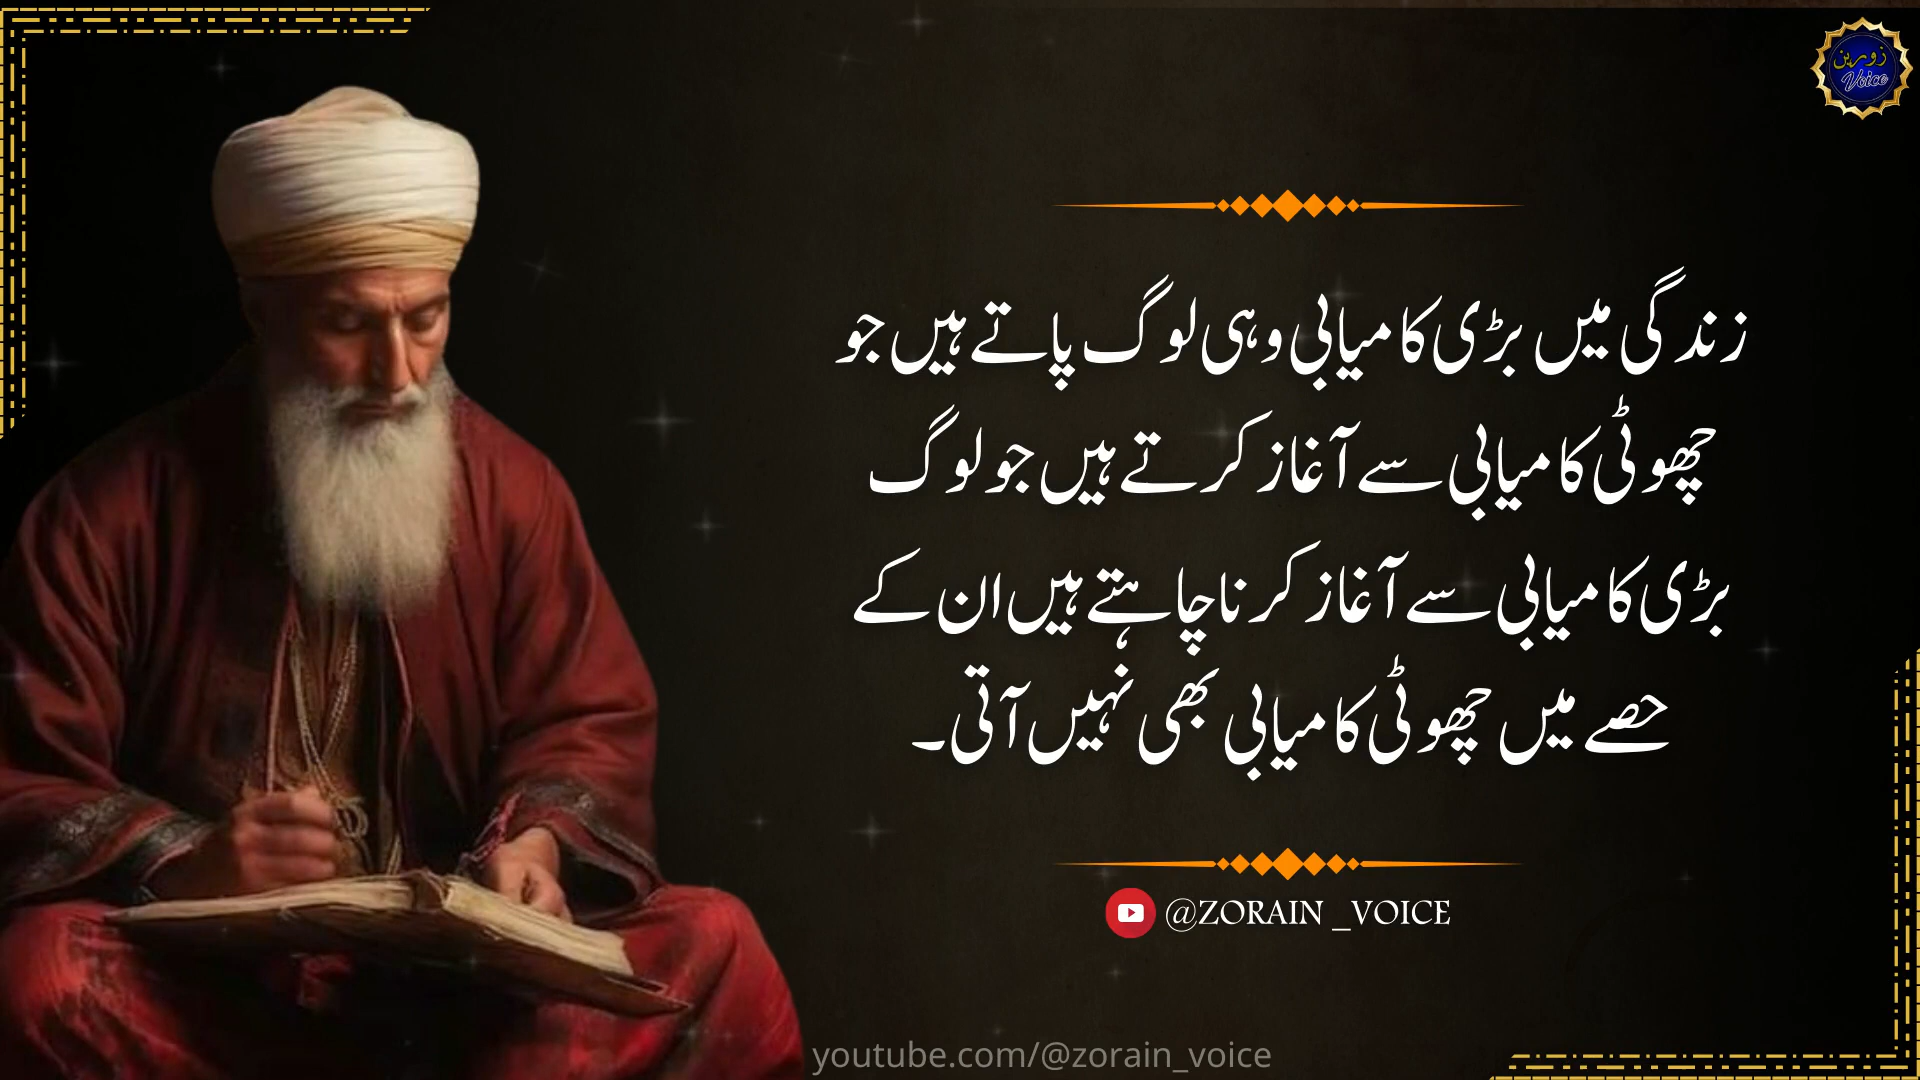 زورین
Voice
زندگی میں بڑی کامیابی وہی لوگ پاتے ہیں جو
چھوٹی کامیابی سے آغاز کرتے ہیں جو لوگ
بڑی کامیابی سے آغاز کرنا چاہتے ہیں ان کے
حصے میں چھوٹی کامیابی بھی نہیں آتی۔
@ZORAIN _VOICE
youtube.com/@zorain_voice